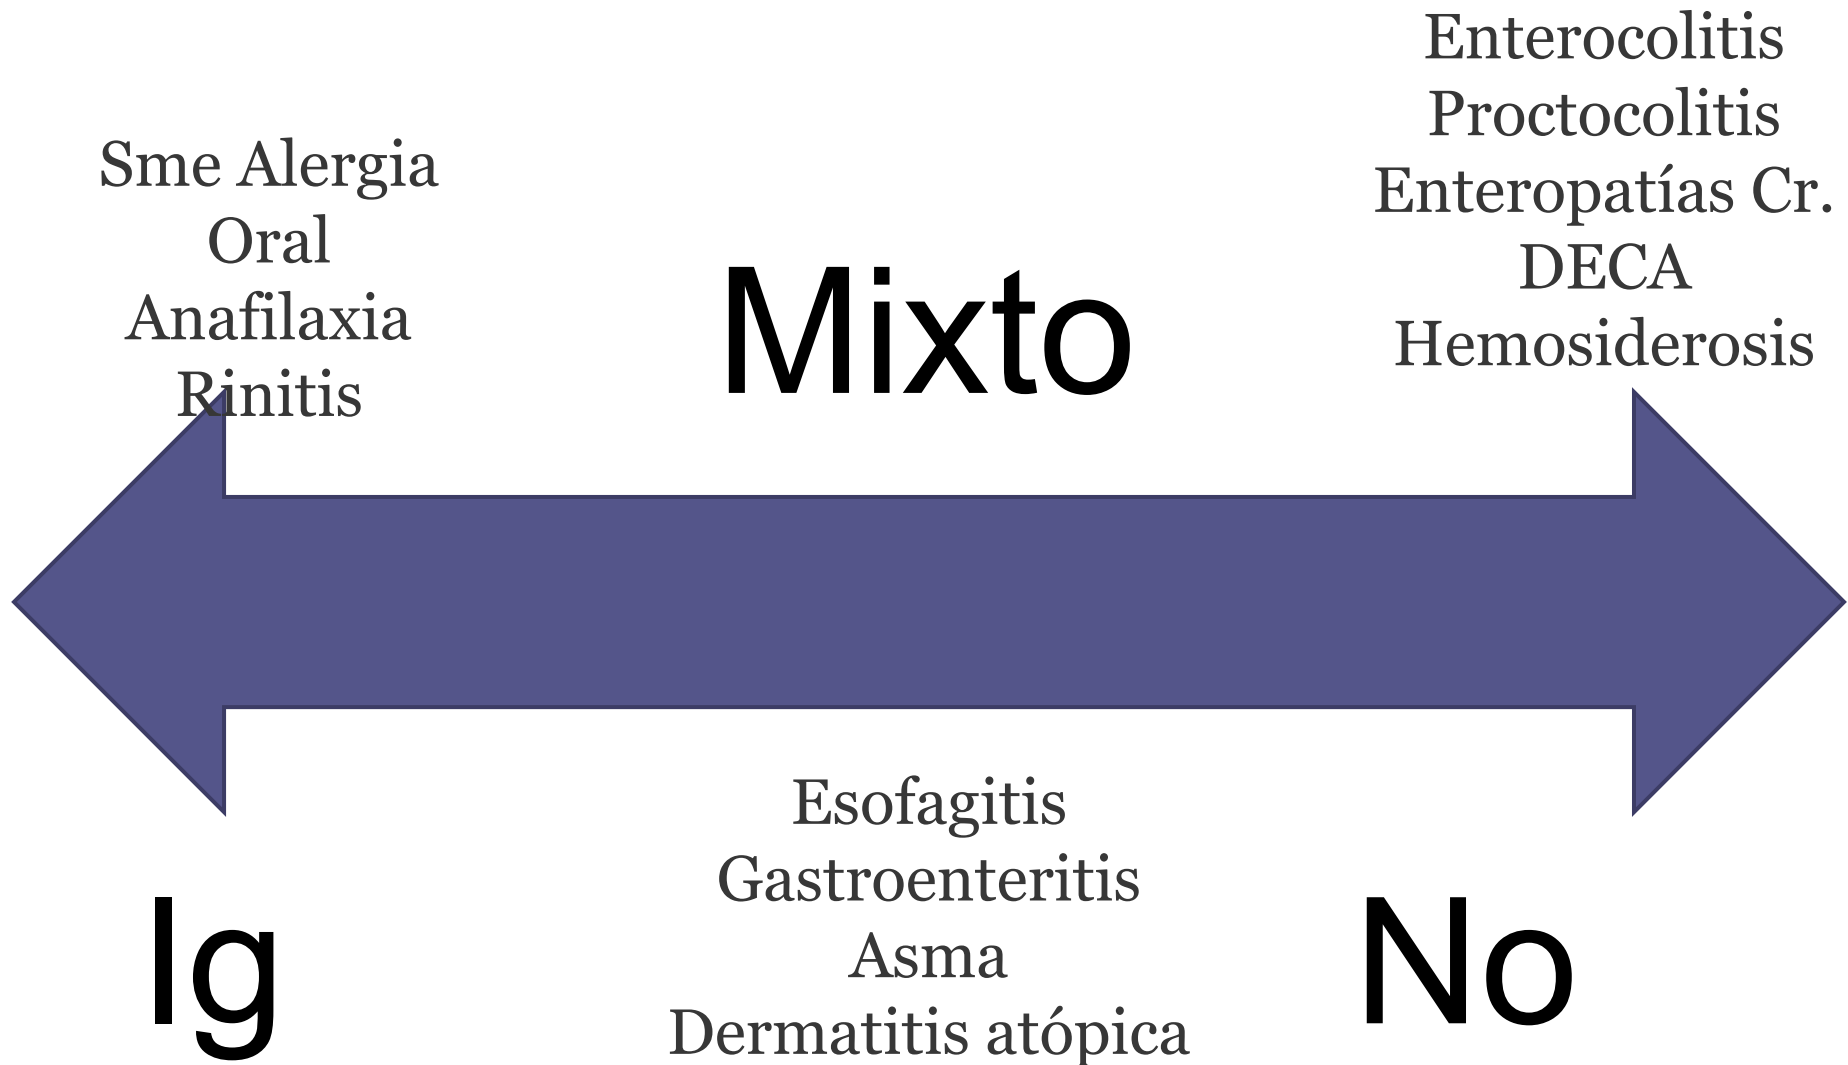 Sme Alergia
Oral
Anafilaxia
Rinitis
Mixto
Enterocolitis
Proctocolitis
Enteropatías Cr.
DECA
Hemosiderosis
Ig
Esofagitis
Gastroenteritis
Asma
Dermatitis atópica
No